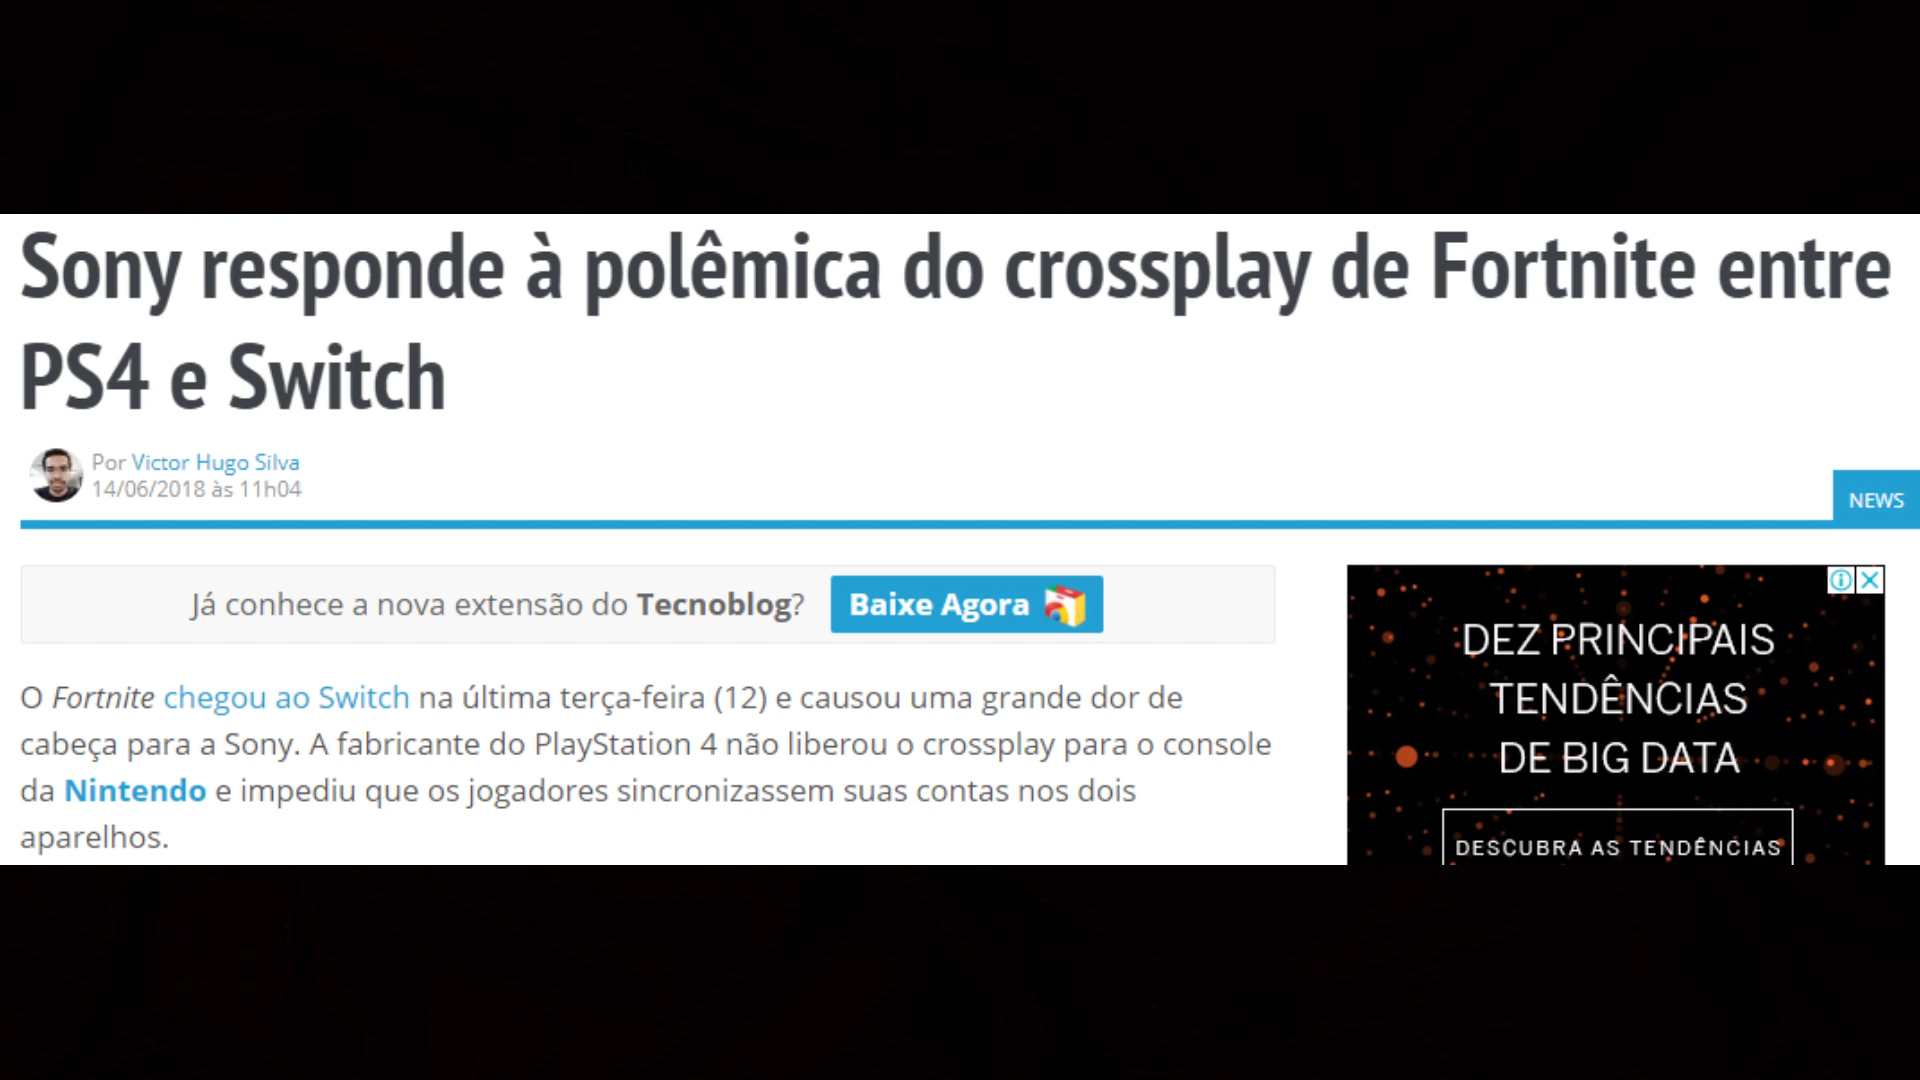 Sony responde à polêmica do crossplay de Fortnite entre
PS4 e Switch
Por Victor Hugo Silva
14/06/2018 às 11h04
NEWS
Já conhece a nova extensão do Tecnoblog? Baixe Agora
O Fortnite chegou ao Switch na última terça-feira (12) e causou uma grande dor de
cabeça para a Sony. A fabricante do PlayStation 4 não liberou o crossplay para o console
da Nintendo e impediu que os jogadores sincronizassem suas contas nos dois
aparelhos.
DEZ PRINCIPAIS
TENDÊNCIAS
DE BIG DATA
DESCUBRA AS TENDÊNCIAS